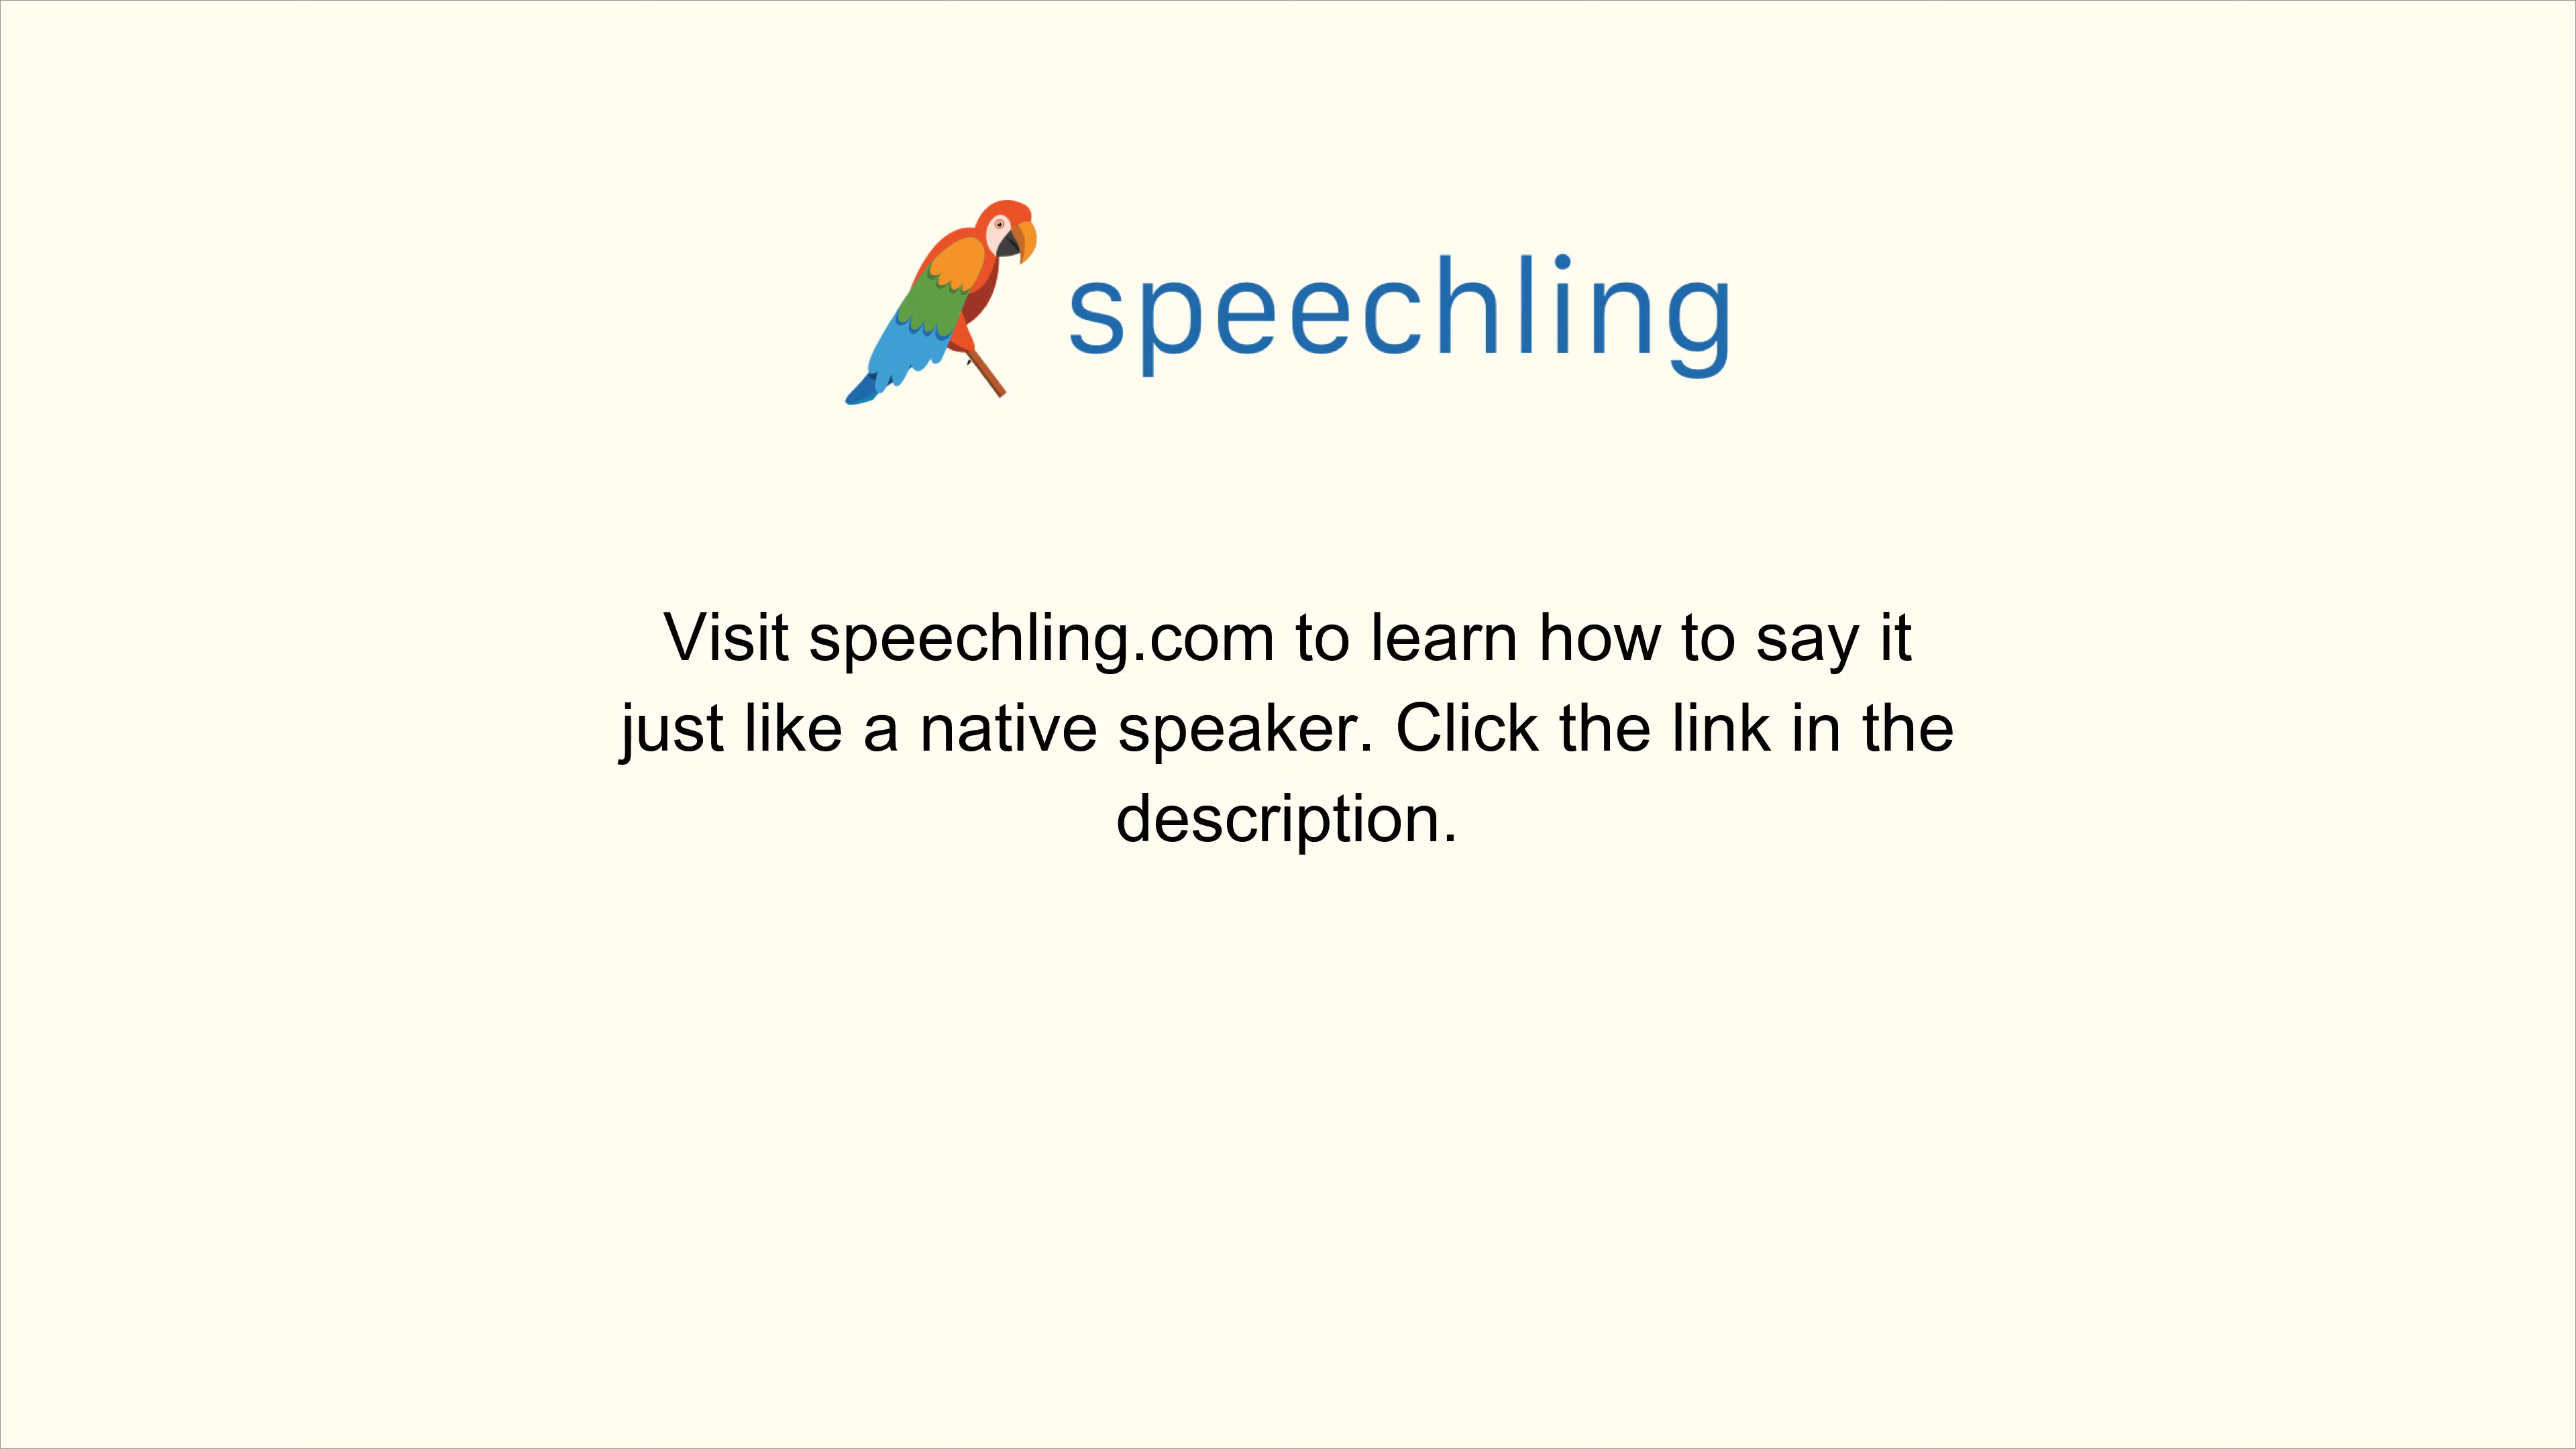 speechling
Visit speechling.com to learn how to say it
just like a native speaker. Click the link in the
description.